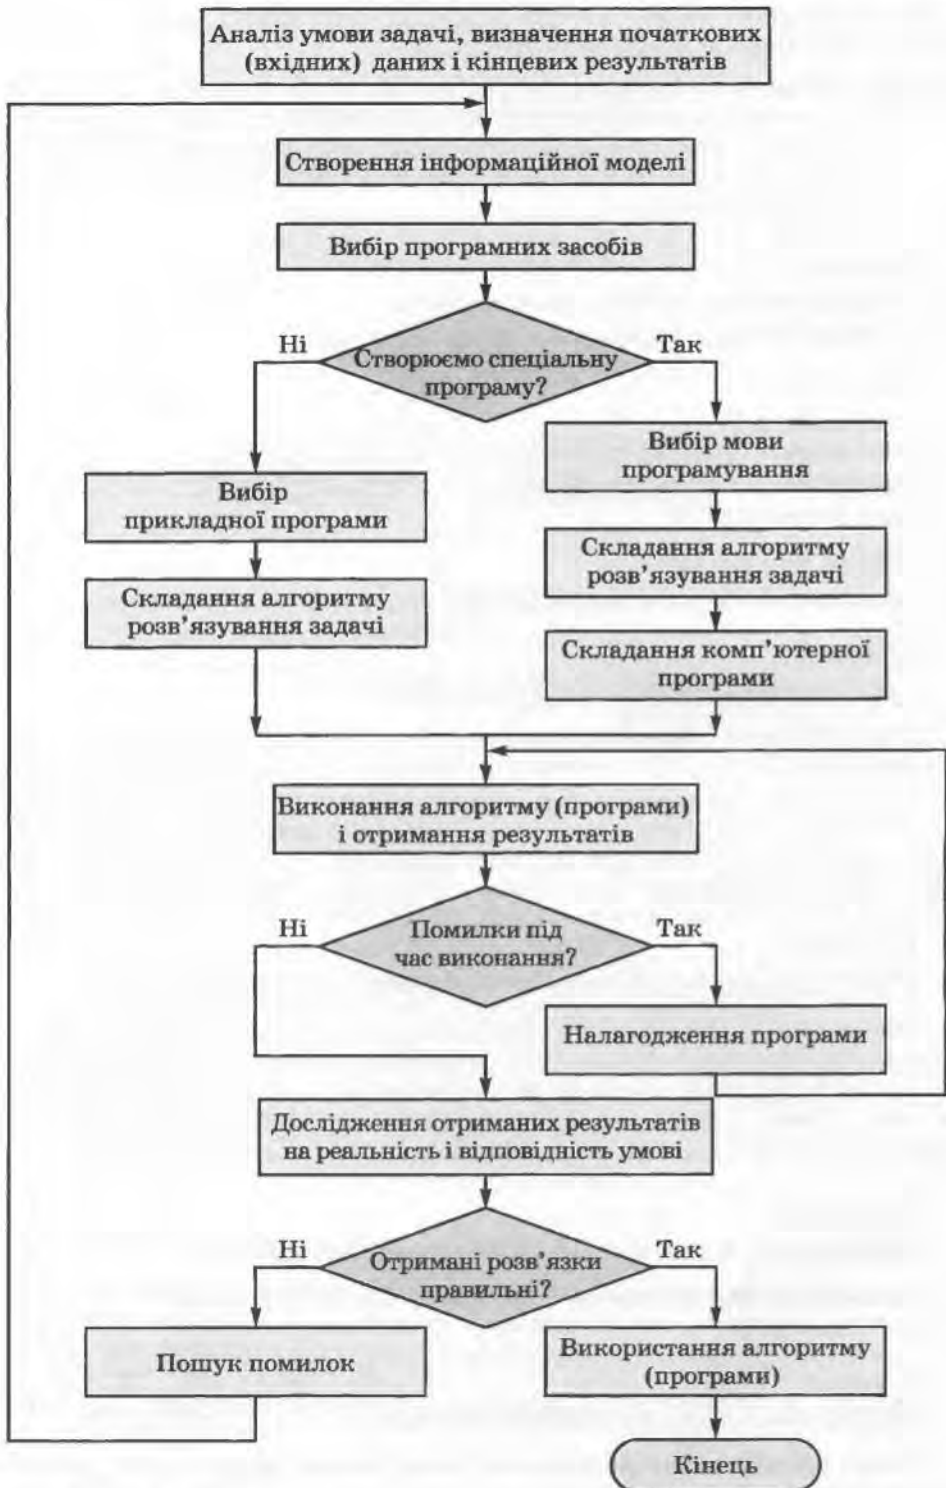 Аналіз умови задачі, визначення початкових
(вхідних) даних і кінцевих результатів
Створення інформаційної моделі
Вибір програмних засобів
Ні
Так
Створюємо спеціальну
програму?
Вибір мови
програмування
Вибір
прикладної програми
Складання алгоритму
розв'язування задачі
Складання алгоритму
розв'язування задачі
Складання комп'ютерної
програми
Виконання алгоритму (програми)
і отримання результатів
Ні
Так
Помилки під
час виконання?
Налагодження програми
Дослідження отриманих результатів
на реальність і відповідність умові
Ні
Так
Отримані розв'язки
правильні?
Пошук помилок
Використання алгоритму
(програми)
Кінець